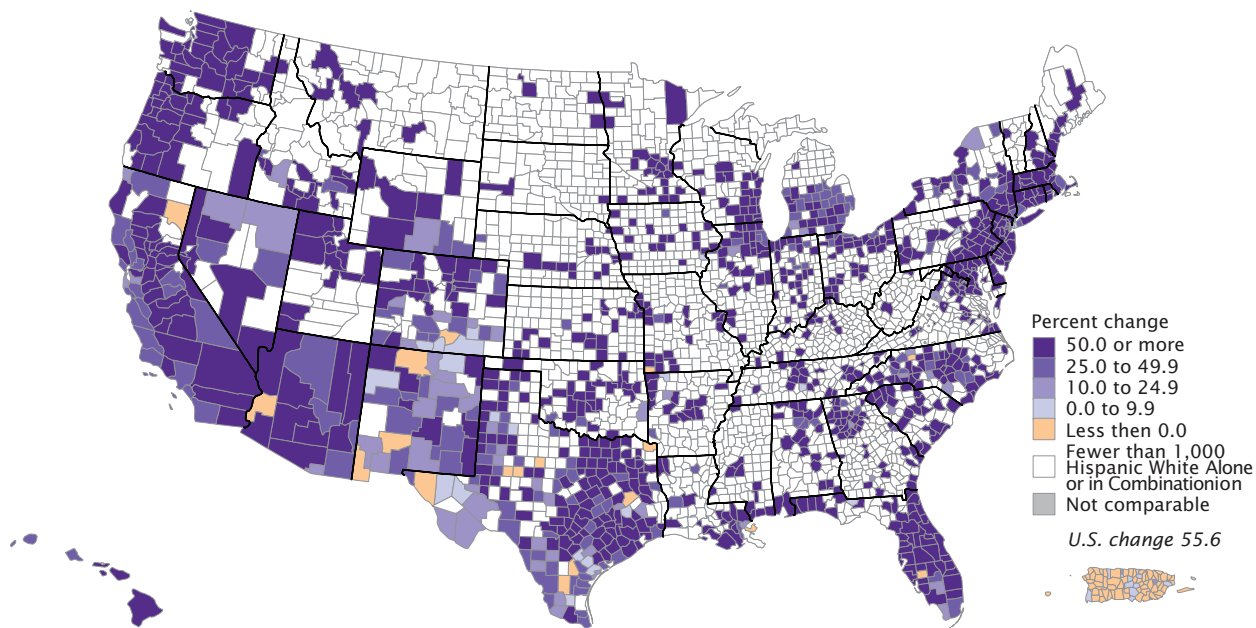 Percent change
50.0 or more
25.0 to 49.9
10.0 to 24.9
0.0 to 9.9
Less then 0.0
Fewer than 1,000
Hispanic White Alone
or in Combinationion
Not comparable
U.S. change 55.6